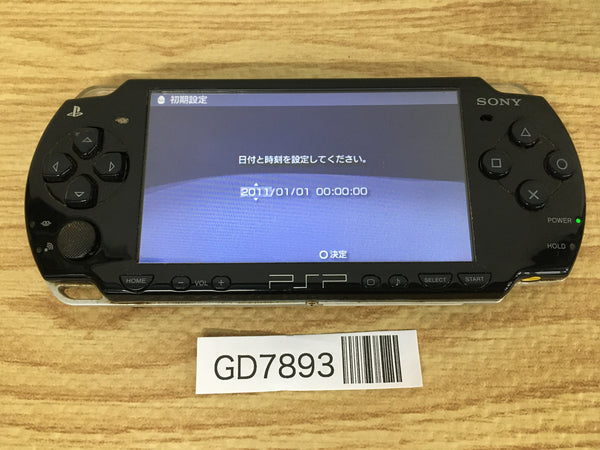 初期設定
SONY
日付と時刻を設定してください。
2011/01/01 00:00:00
決定
POWER
HOLD
HOME
VOL
PSP
SELECT
START
GD7893